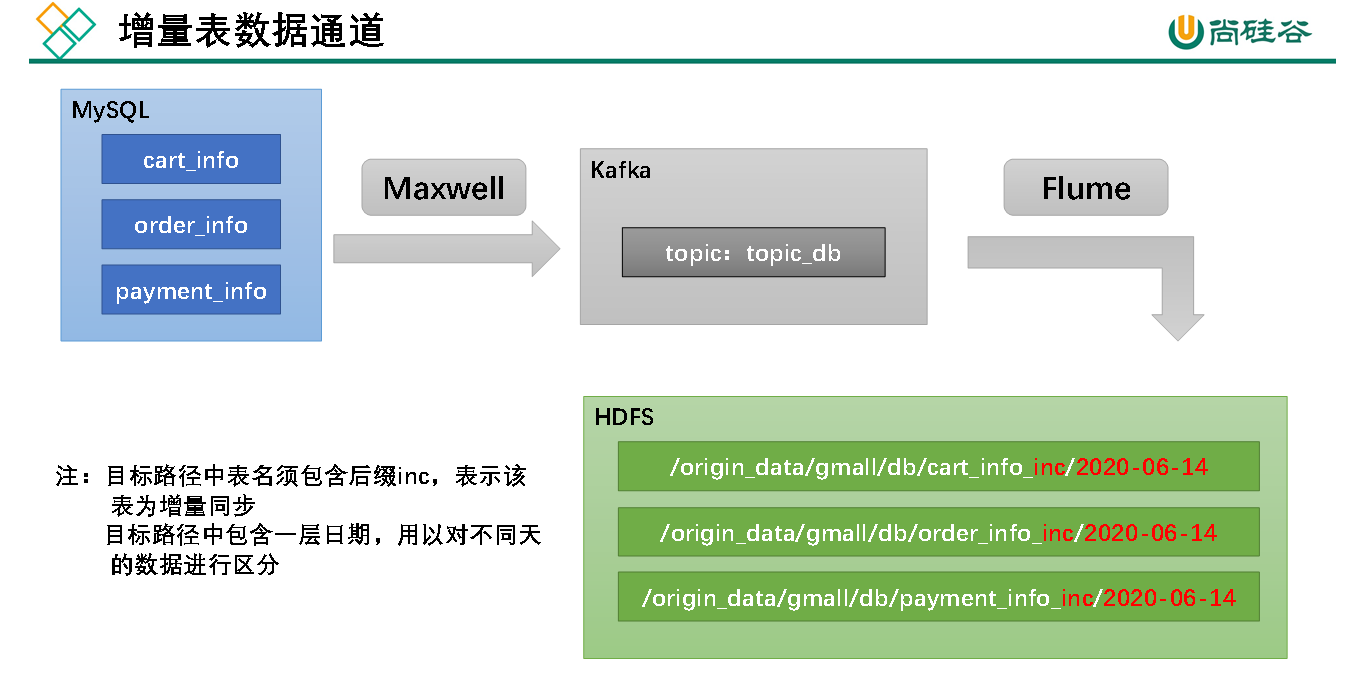 增量表数据通道
尚硅谷
MySQL
cart_info
order_info
payment_info
Maxwell
Kafka
topic：topic_db
Flume
HDFS
/origin_data/gmall/db/cart_info_inc/2020-06-14
/origin_data/gmall/db/order_info_inc/2020-06-14
/origin_data/gmall/db/payment_info_inc/2020-06-14
注：目标路径中表名须包含后缀inc，表示该
表为增量同步
目标路径中包含一层日期，用以对不同天
的数据进行区分